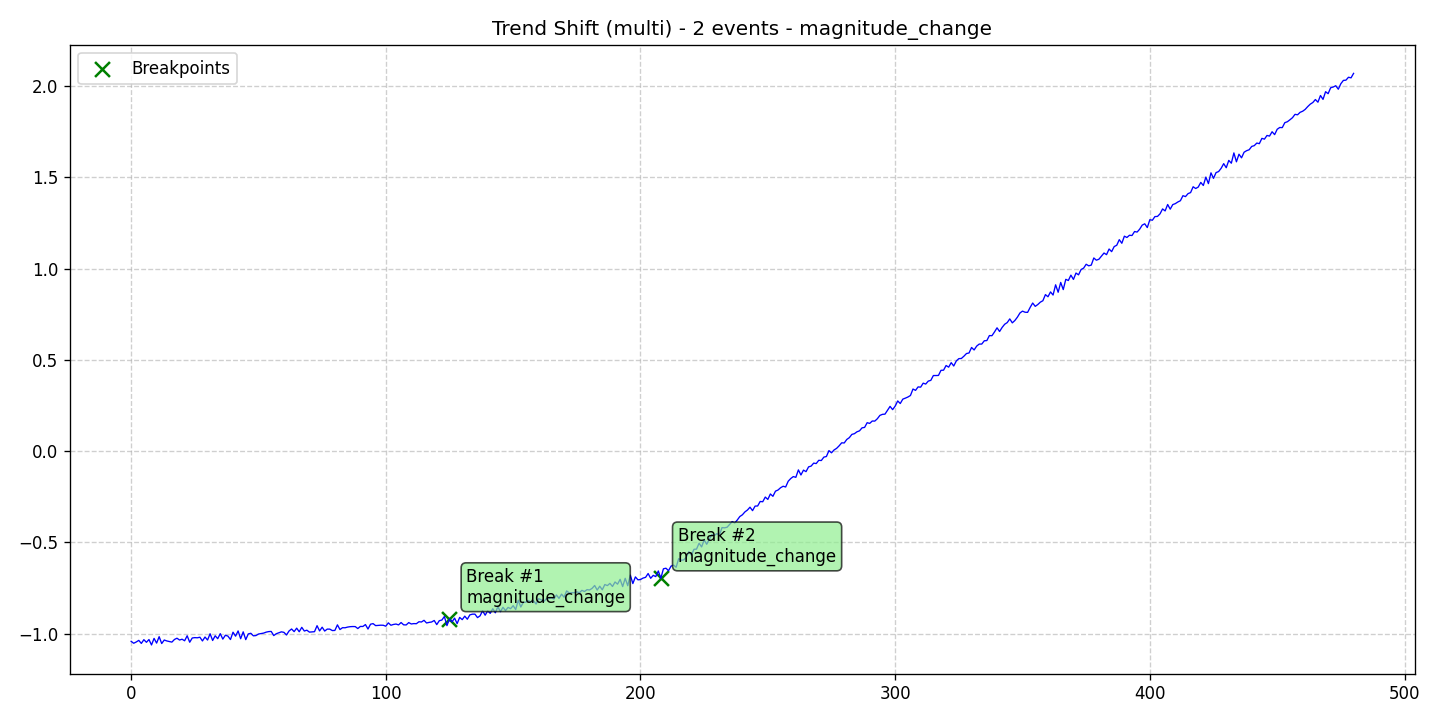 Trend Shift (multi) - 2 events - magnitude_change
Breakpoints
2.0
1.5
1.0
0.5
0.0
−0.5
−1.0
Break #2
magnitude_change
Break #1
magnitude_change
0
100
200
300
400
500